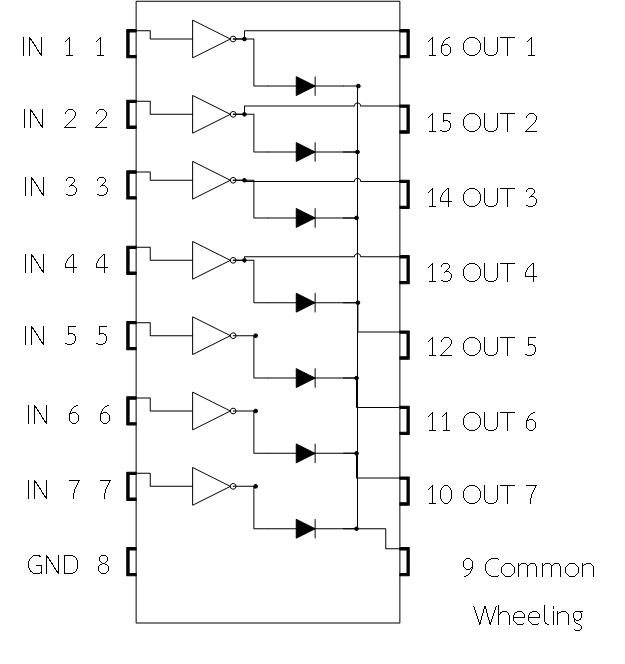 IN 1 1 16 OUT 1
IN 2 2 15 OUT 2
IN 3 3 14 OUT 3
IN 4 4 13 OUT 4
IN 5 5 12 OUT 5
IN 6 6 11 OUT 6
IN 7 7 10 OUT 7
GND 8 9 Common
Wheeling